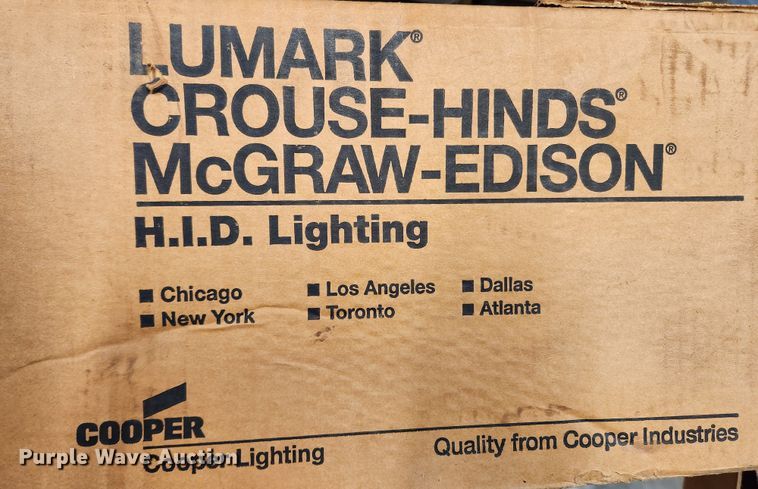 LUMARK®
CROUSE-HINDS®
McGRAW-EDISON®
H.I.D. Lighting
■ Chicago ■ Los Angeles ■ Dallas
■ New York ■ Toronto ■ Atlanta
COOPER
Cooper Lighting
Quality from Cooper Industries
Purple Wave Auction